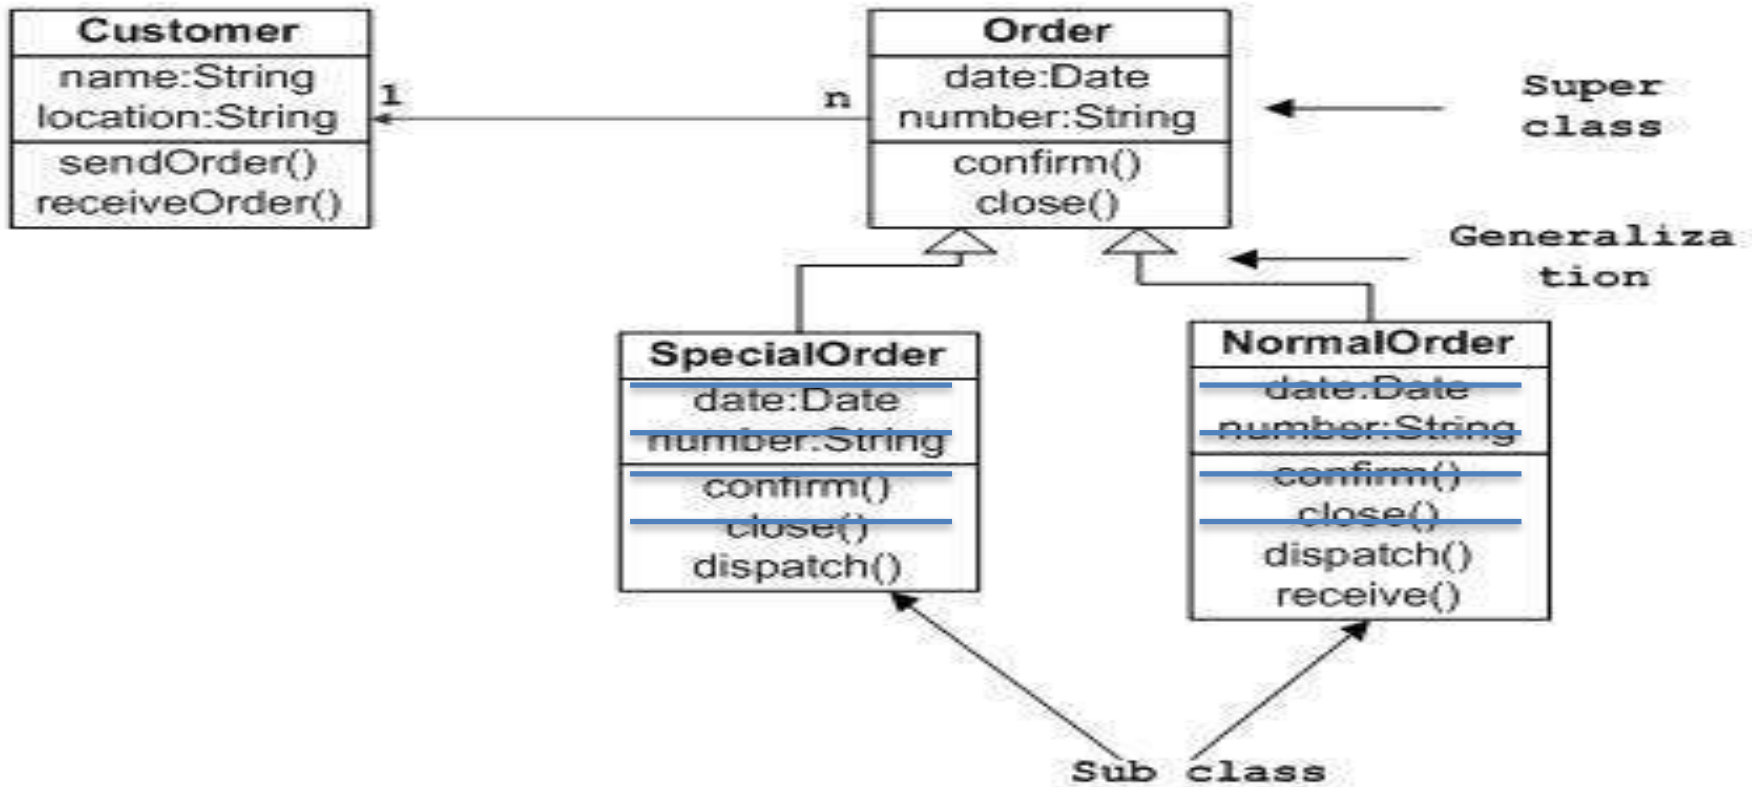 Customer
name:String
location:String
sendOrder()
receiveOrder()
1
n
Order
date:Date
number:String
confirm()
close()
Super
class
Generaliza
tion
SpecialOrder
date:Date
number:String
confirm()
close()
dispatch()
NormalOrder
date:Date
number:String
confirm()
close()
dispatch()
receive()
Sub class